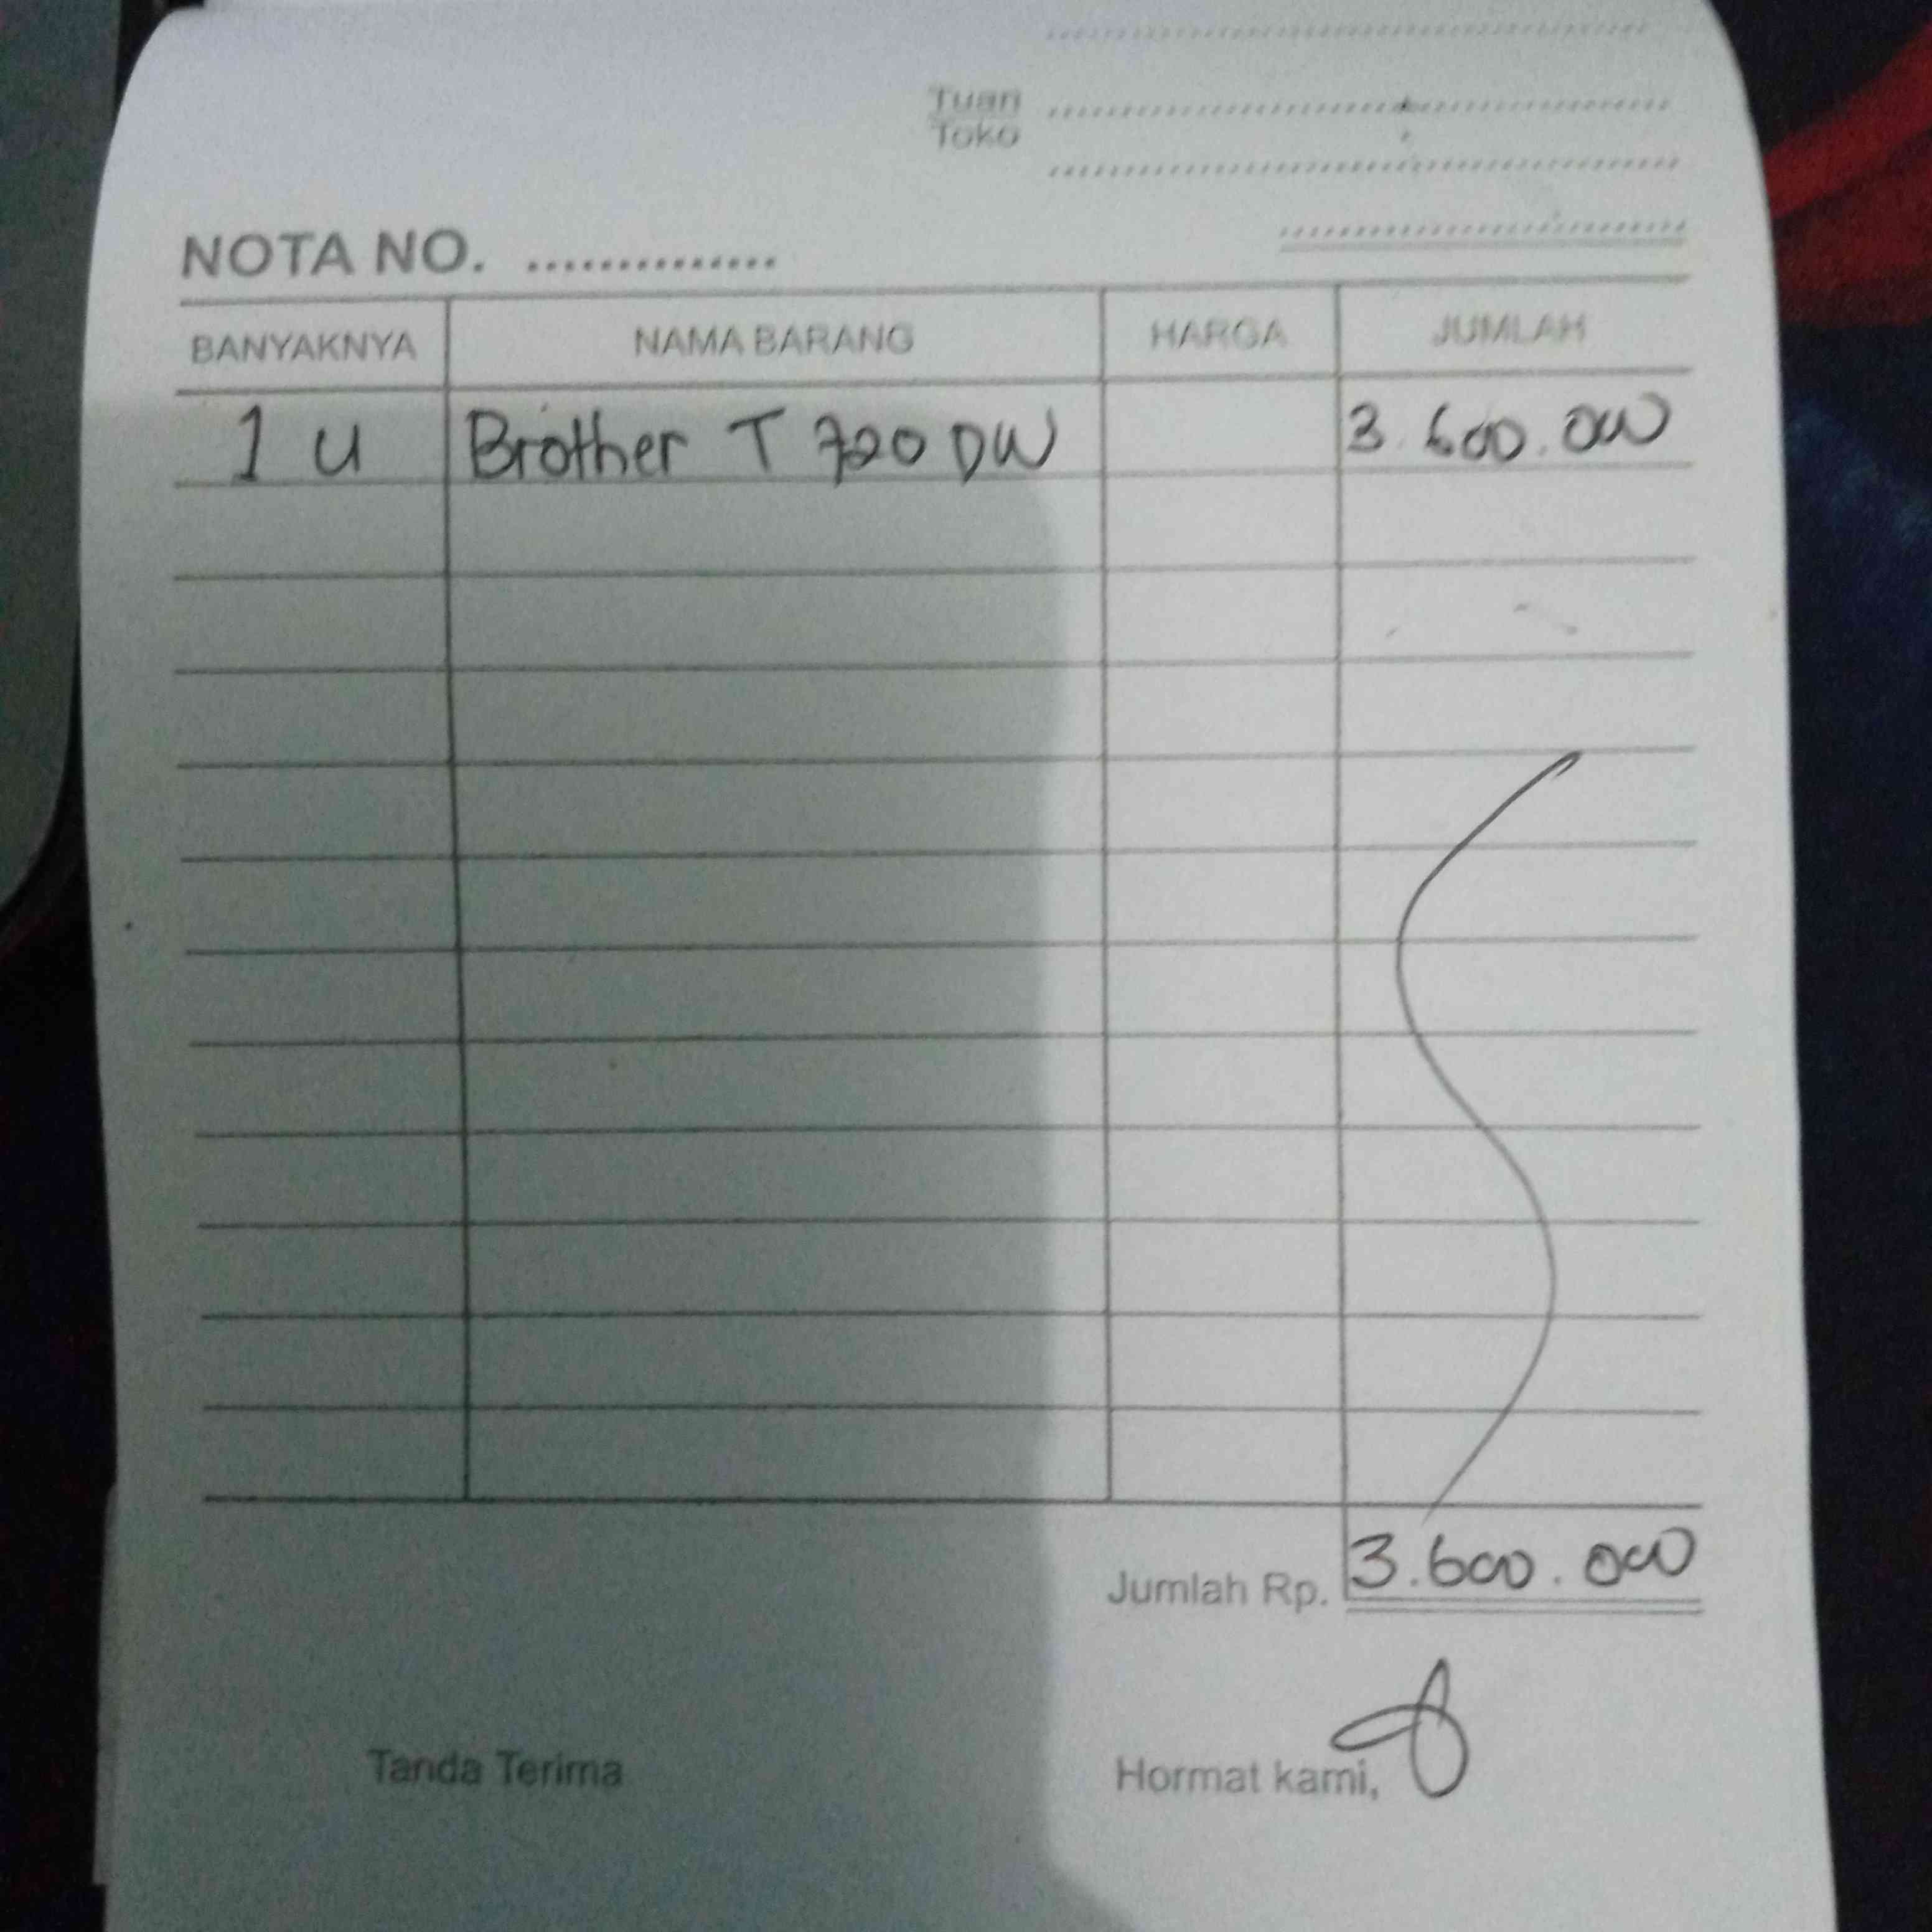 Tuan
Toko
NOTA NO. ..............
BANYAKNYA NAMA BARANG HARGA JUMLAH
1 U Brother T 720 DW 3.600.000
Jumlah Rp. 3.600.000
Tanda Terima Hormat kami,